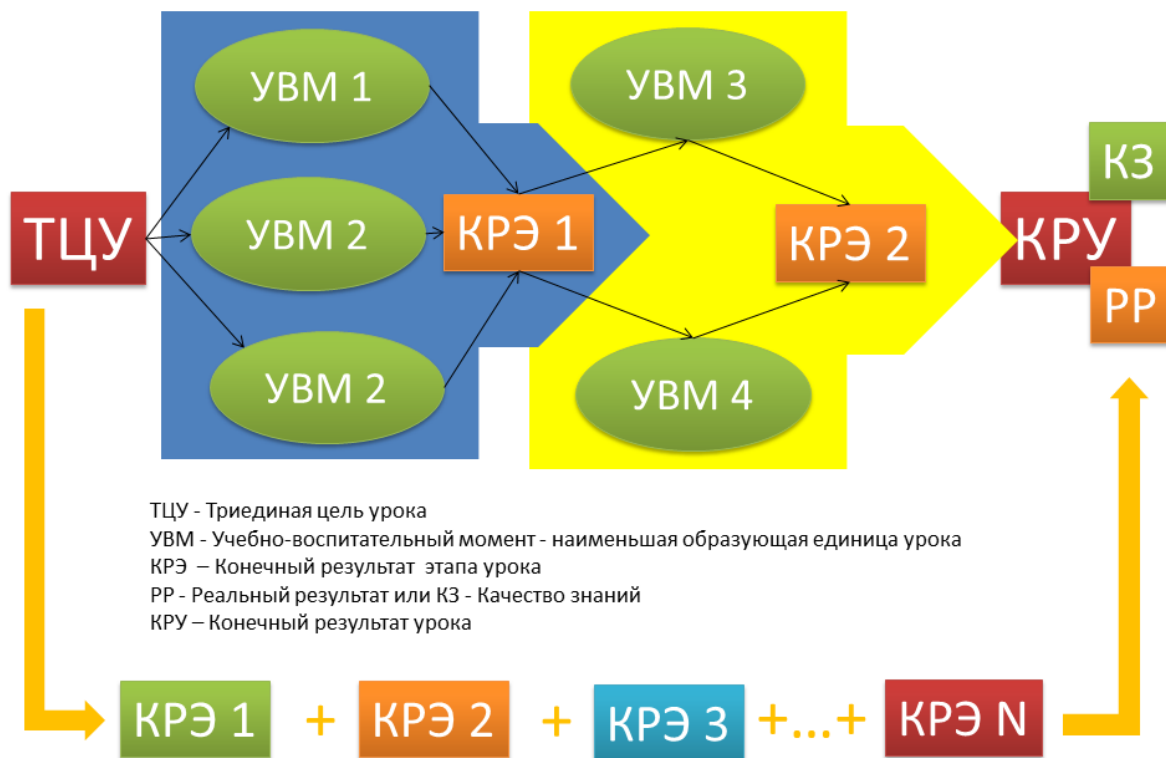 УВМ 1
УВМ 3
КЗ
ТЦУ
УВМ 2
КРЭ 1
КРЭ 2
КРУ
РР
УВМ 2
УВМ 4
ТЦУ - Триединая цель урока
УВМ - Учебно-воспитательный момент - наименьшая образующая единица урока
КРЭ – Конечный результат этапа урока
РР - Реальный результат или КЗ - Качество знаний
КРУ – Конечный результат урока
КРЭ 1 + КРЭ 2 + КРЭ 3 +...+ КРЭ N